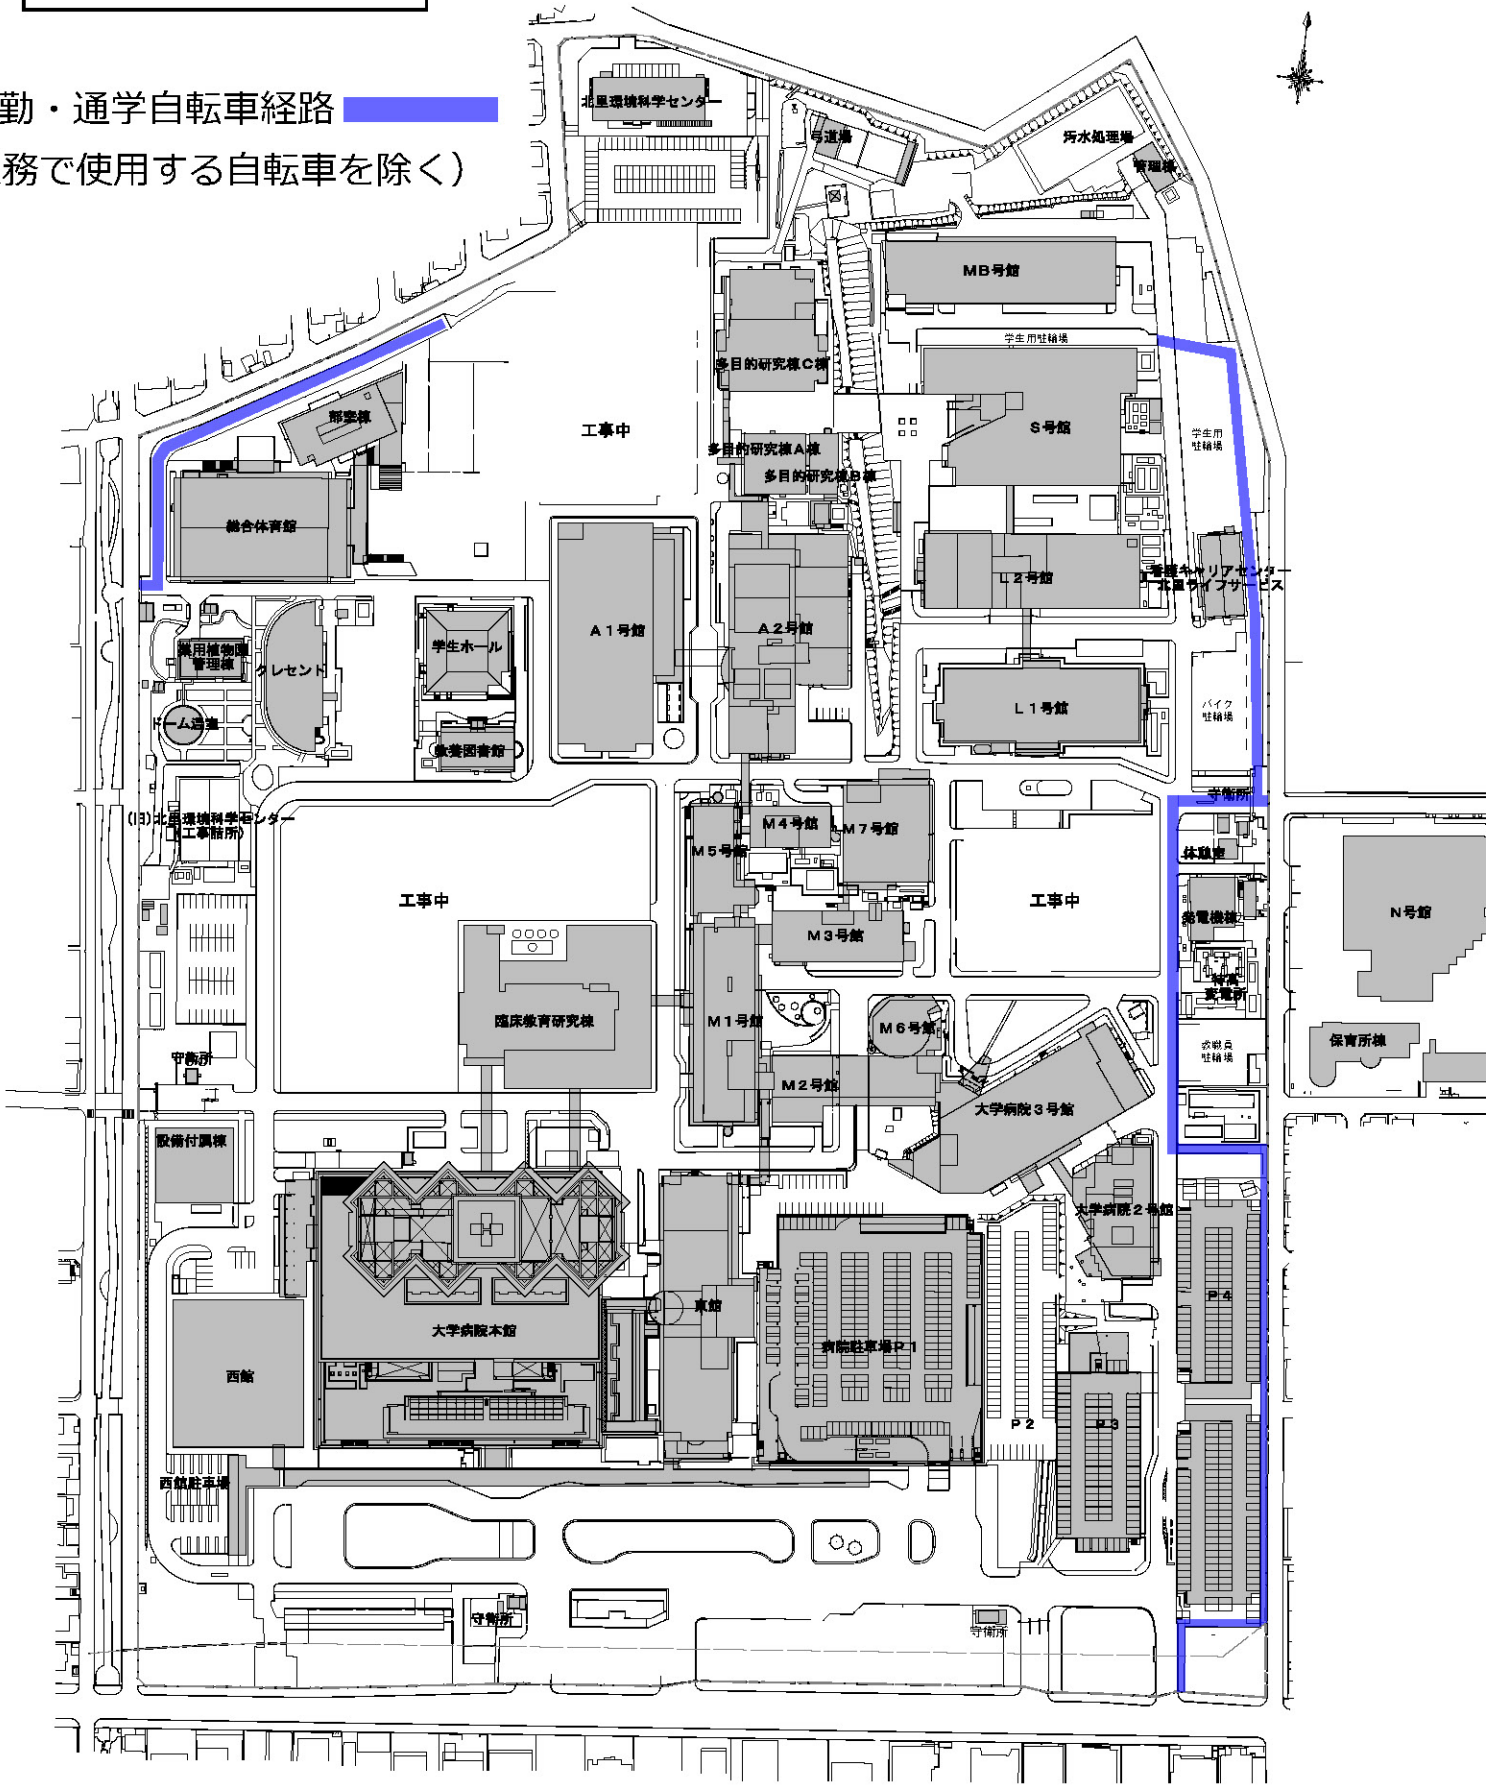 勤・通学自転車経路
務で使用する自転車を除く)
北里環境科学センター
弓道場
汚水処理場
管理棟
MB号館
学生用駐輪場
多目的研究棟C棟
部室棟
工事中
S号館
学生用
駐輪場
多目的研究棟A棟
多目的研究棟B棟
総合体育館
L2号館
看護キャリアセンター
北里ライフサービス
A1号館
A2号館
学生ホール
薬用植物園
管理棟
クレセント
L1号館
バイク
駐輪場
ドーム温室
教養図書館
守衛所
(旧)北里環境科学センター
(工事詰所)
M4号館
M7号館
M5号館
体憩室
工事中
工事中
N号館
発電機棟
M3号館
特高
変電所
臨床教育研究棟
M1号館
M6号館
保育所棟
教職員
駐輪場
守衛所
M2号館
大学病院3号館
設備付属棟
大学病院2号館
P4
東館
大学病院本館
病院駐車場P1
西館
P2
P3
西館駐車場
守衛所
守衛所